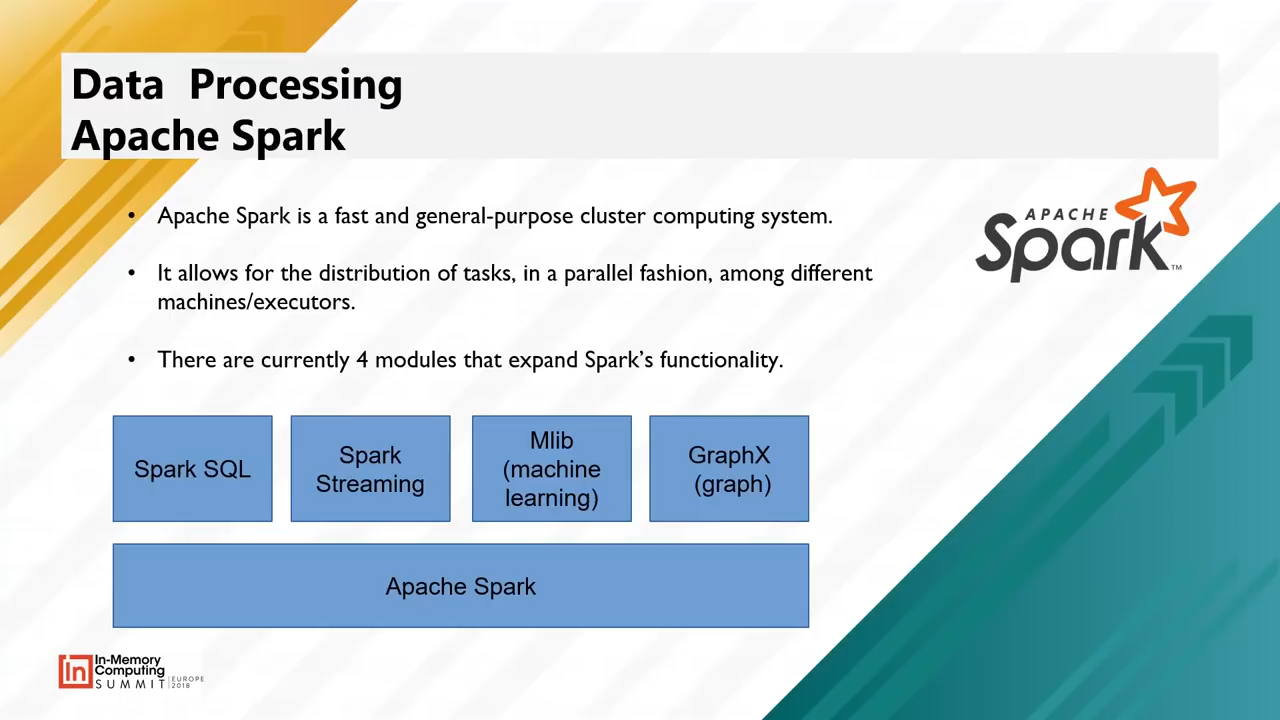 Data Processing
Apache Spark
• Apache Spark is a fast and general-purpose cluster computing system.
• It allows for the distribution of tasks, in a parallel fashion, among different
machines/executors.
• There are currently 4 modules that expand Spark's functionality.
APACHE
Spark™
Spark SQL
Spark
Streaming
Mlib
(machine
learning)
GraphX
(graph)
Apache Spark
In
In-Memory
Computing
SUMMIT
EUROPE
2018